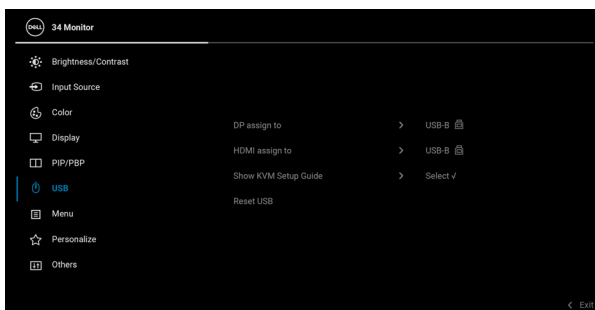 DELL 34 Monitor
Brightness/Contrast
Input Source
Color
Display
PIP/PBP
USB
Menu
Personalize
Others
DP assign to > USB-B
HDMI assign to > USB-B
Show KVM Setup Guide > Select √
Reset USB
< Exit